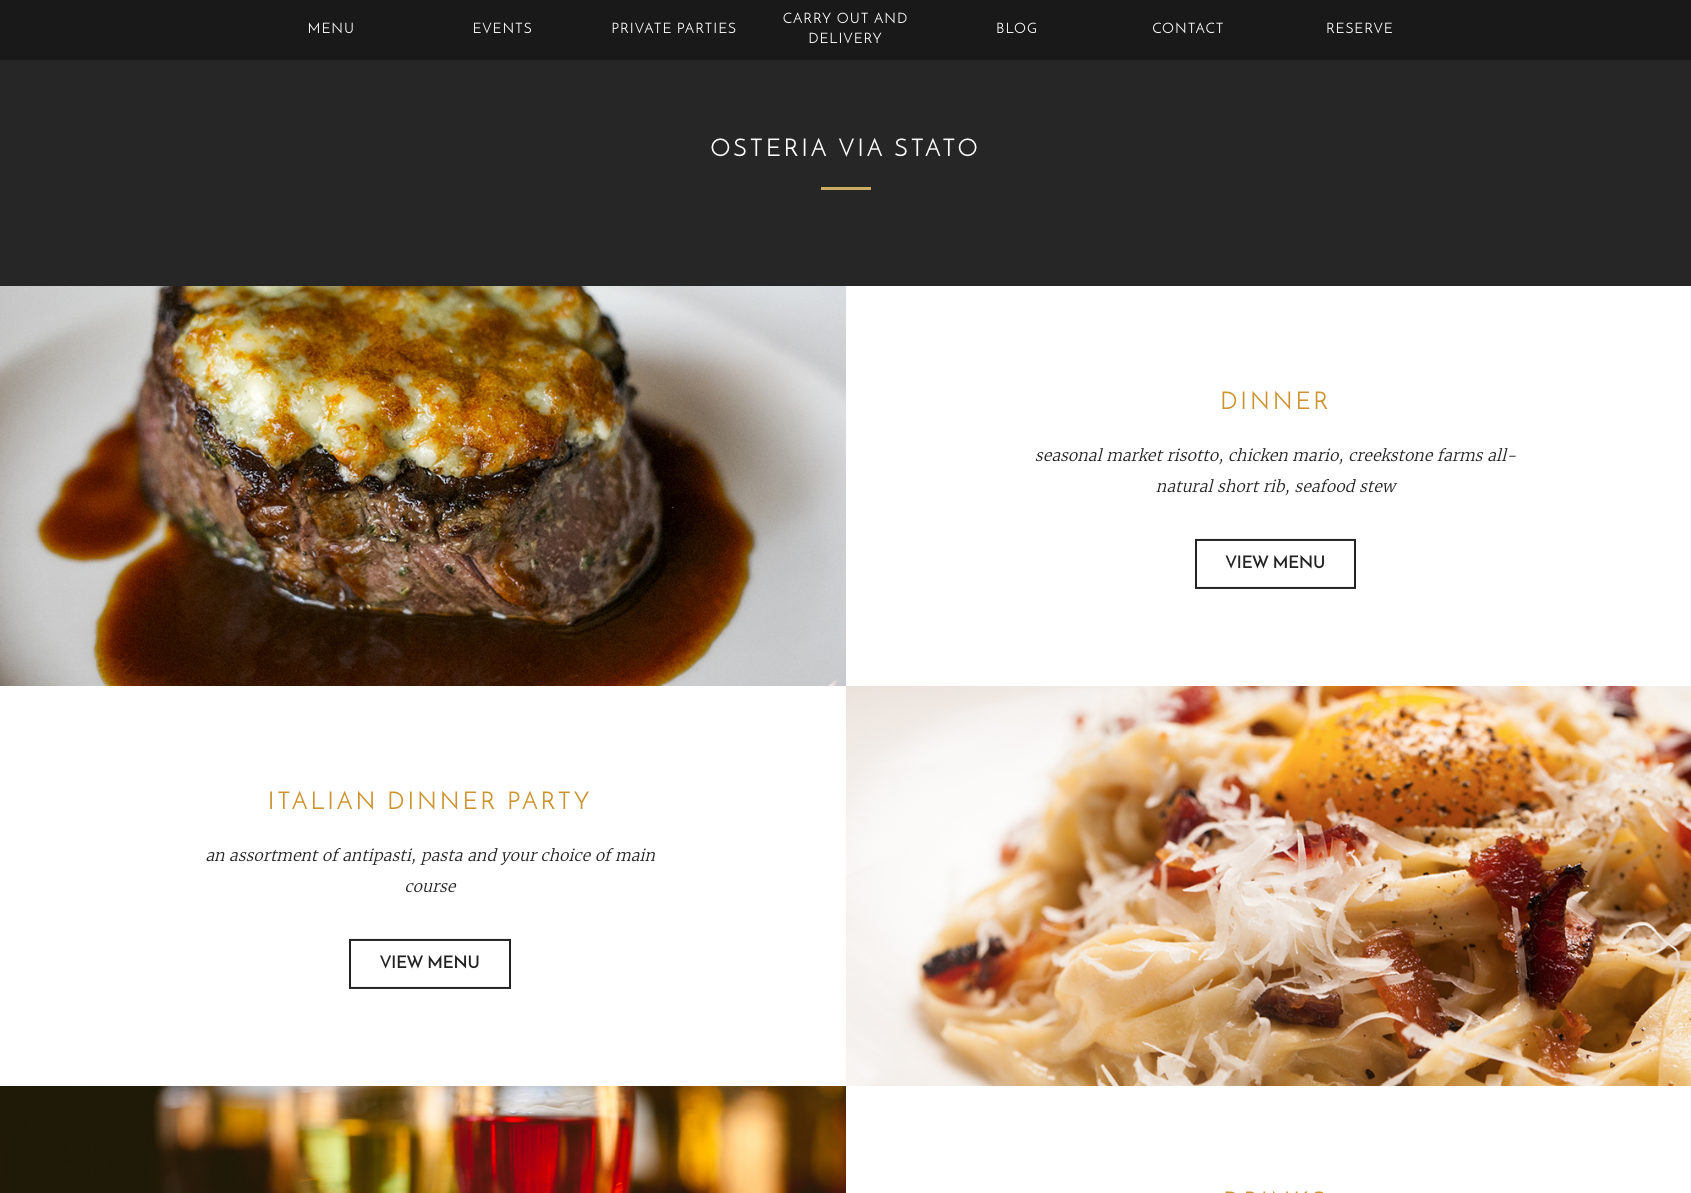 MENU
EVENTS
PRIVATE PARTIES
CARRY OUT AND
DELIVERY
BLOG
CONTACT
RESERVE
OSTERIA VIA STATO
DINNER
seasonal market risotto, chicken mario, creekstone farms all-
natural short rib, seafood stew
VIEW MENU
ITALIAN DINNER PARTY
an assortment of antipasti, pasta and your choice of main
course
VIEW MENU